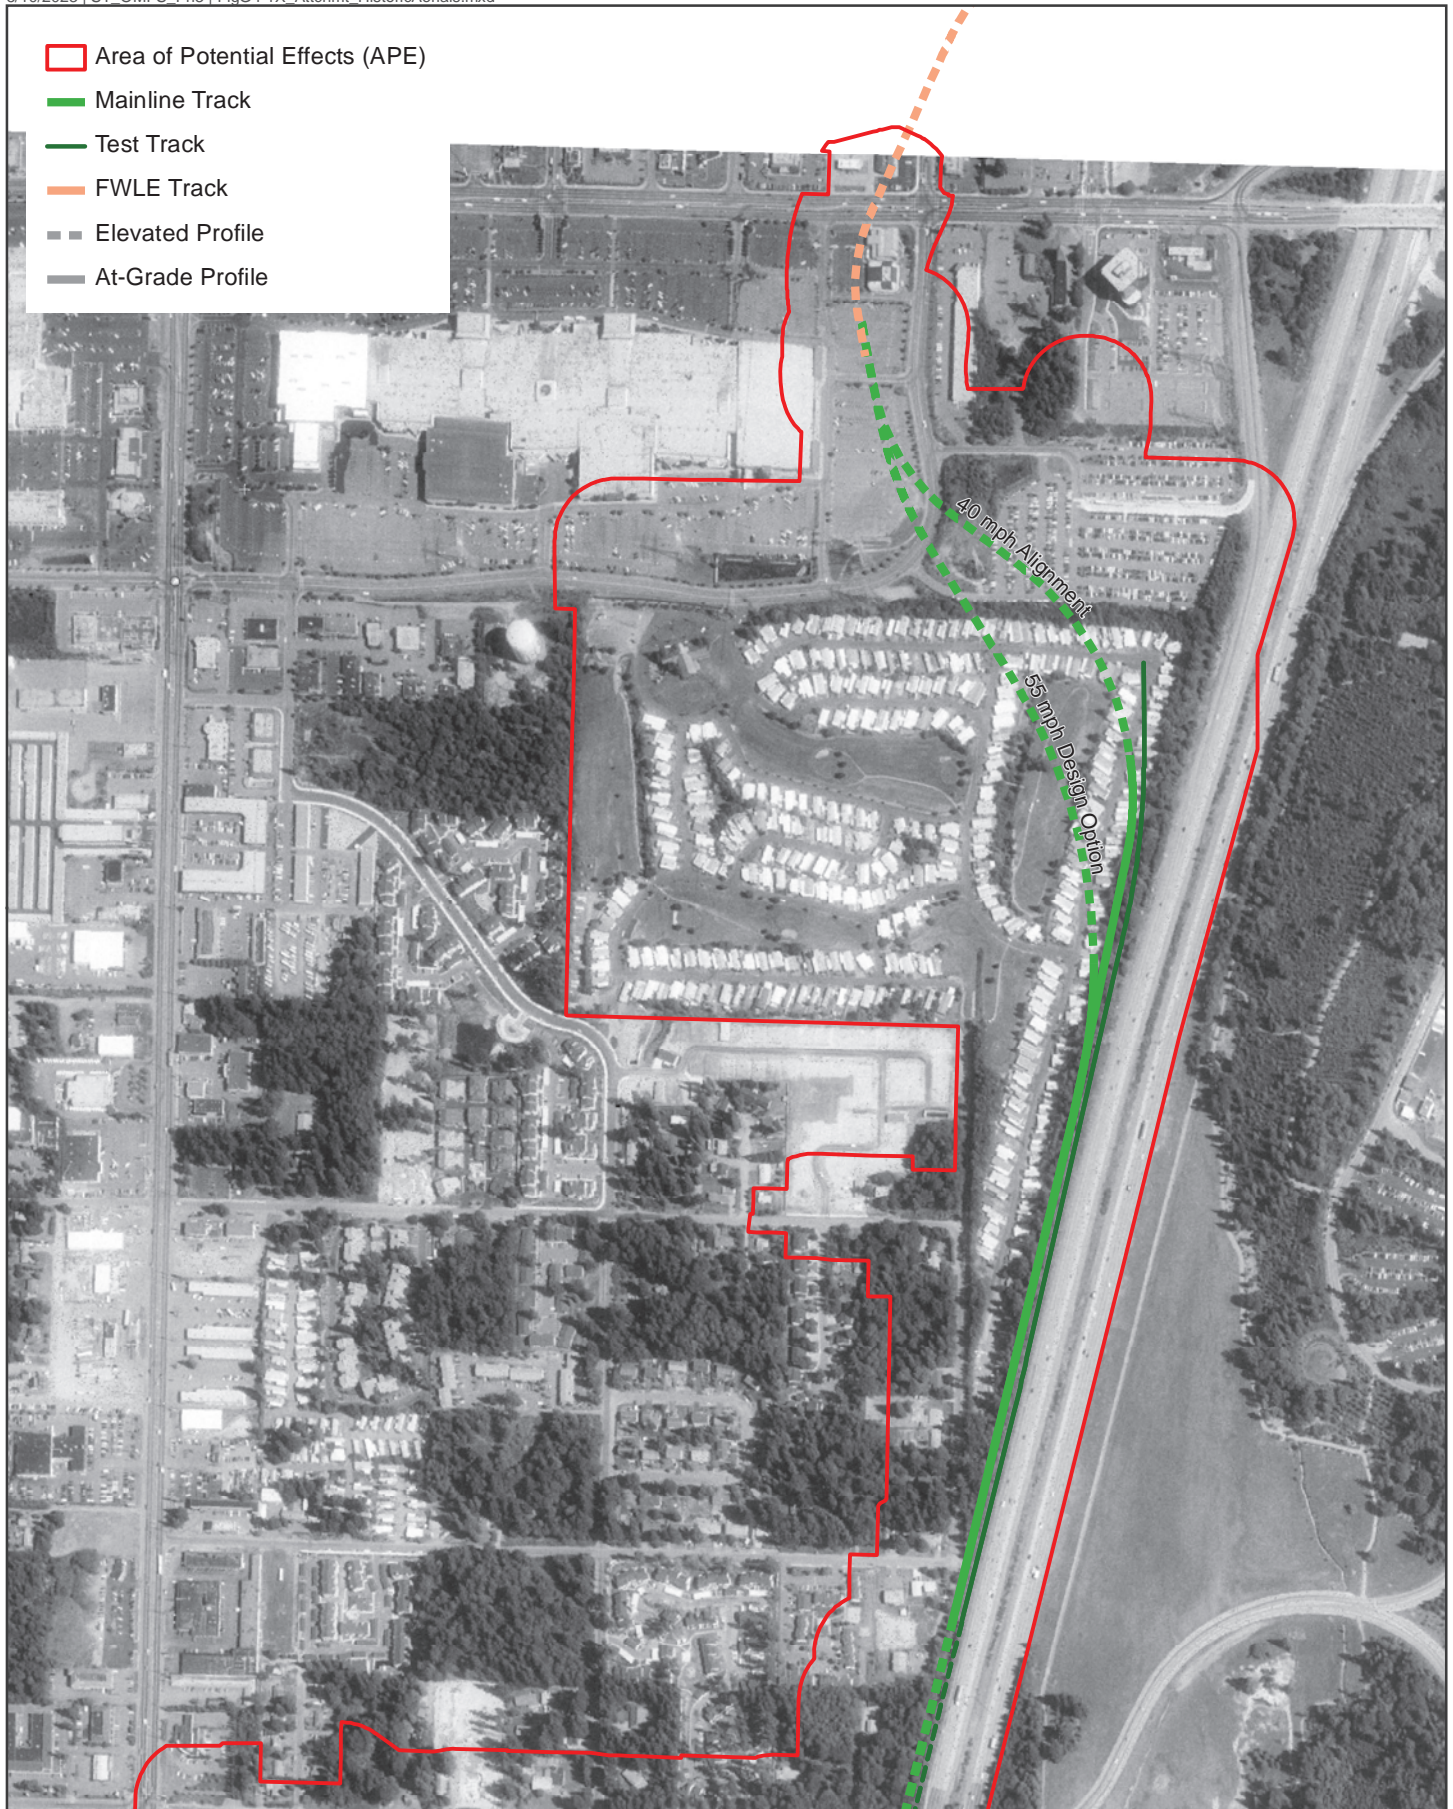 Area of Potential Effects (APE)
Mainline Track
Test Track
FWLE Track
Elevated Profile
At-Grade Profile
40 mph Alignment
55 mph Design Option